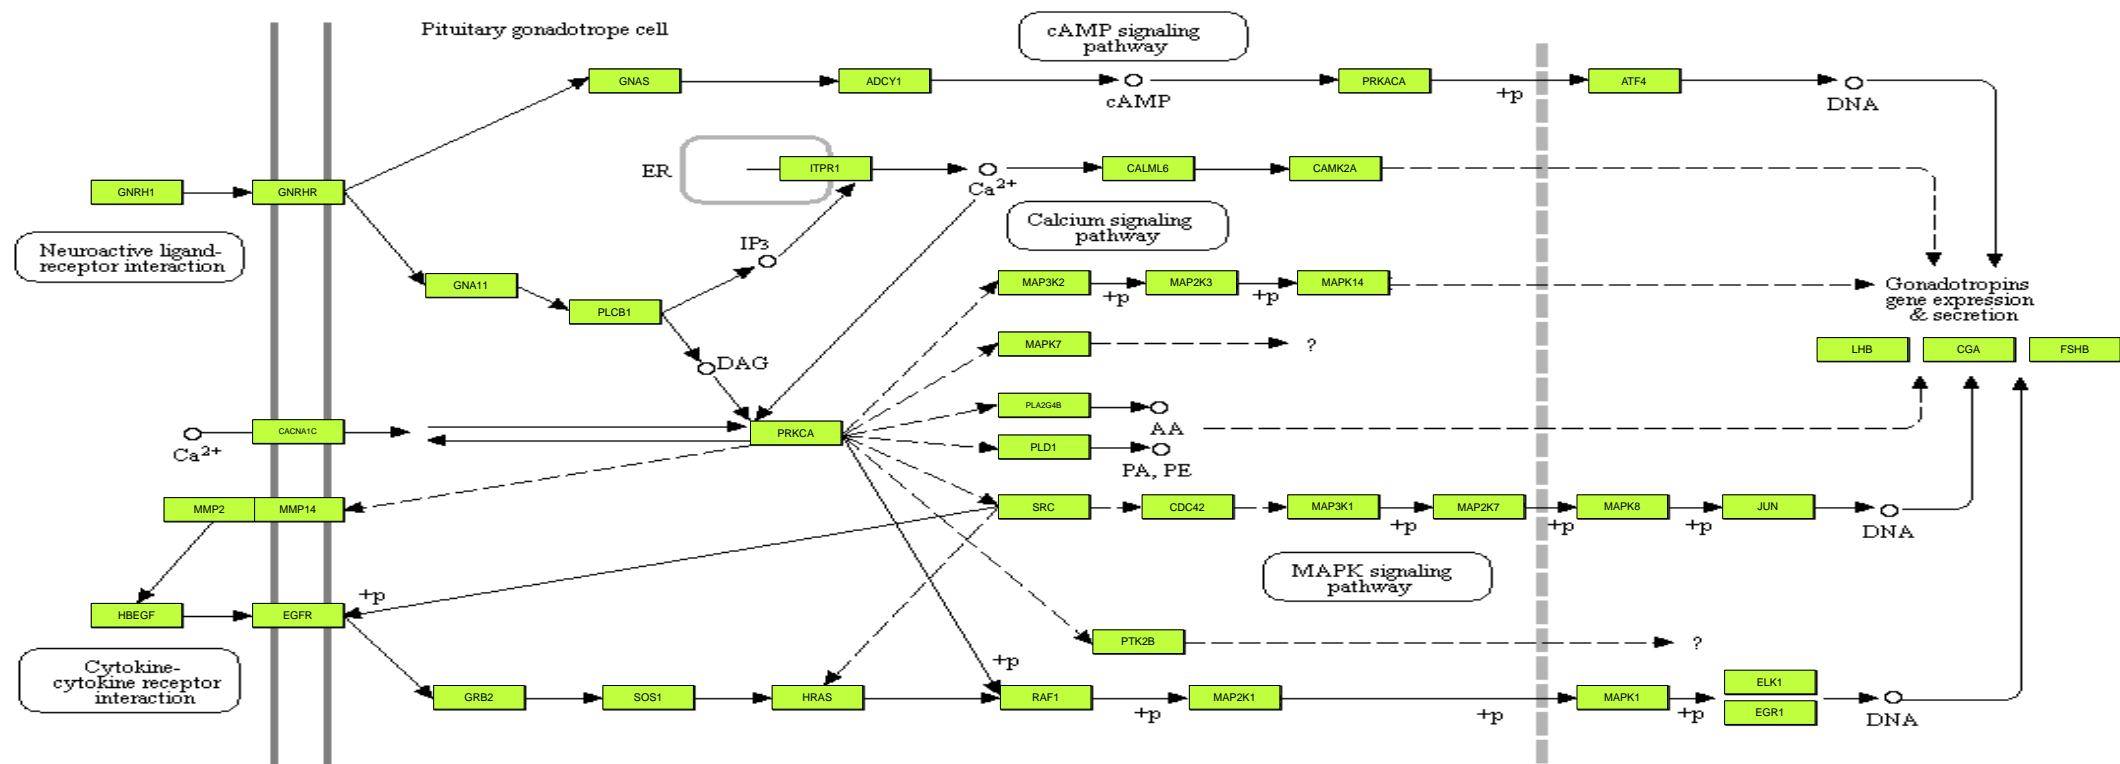 Pituitary gonadotrope cell
cAMP signaling
pathway
GNAS
ADCY1
cAMP
PRKACA
+p
ATF4
DNA
ER
ITPR1
Ca2+
CALML6
CAMK2A
GNRH1
GNRHR
Neuroactive ligand-
receptor interaction
Calcium signaling
pathway
IP3
GNA11
PLCB1
DAG
MAP3K2
+p
MAP2K3
+p
MAPK14
Gonadotropins
gene expression
& secretion
MAPK7
?
LHB
CGA
FSHB
PLA2G4B
AA
Ca2+
CACNA1C
PRKCA
PLD1
PA, PE
MMP2
MMP14
SRC
CDC42
MAP3K1
+p
MAP2K7
+p
MAPK8
+p
JUN
DNA
MAPK signaling
pathway
HBEGF
EGFR
+p
PTK2B
?
Cytokine-
cytokine receptor
interaction
GRB2
SOS1
HRAS
+p
RAF1
+p
MAP2K1
+p
MAPK1
+p
ELK1
EGR1
DNA